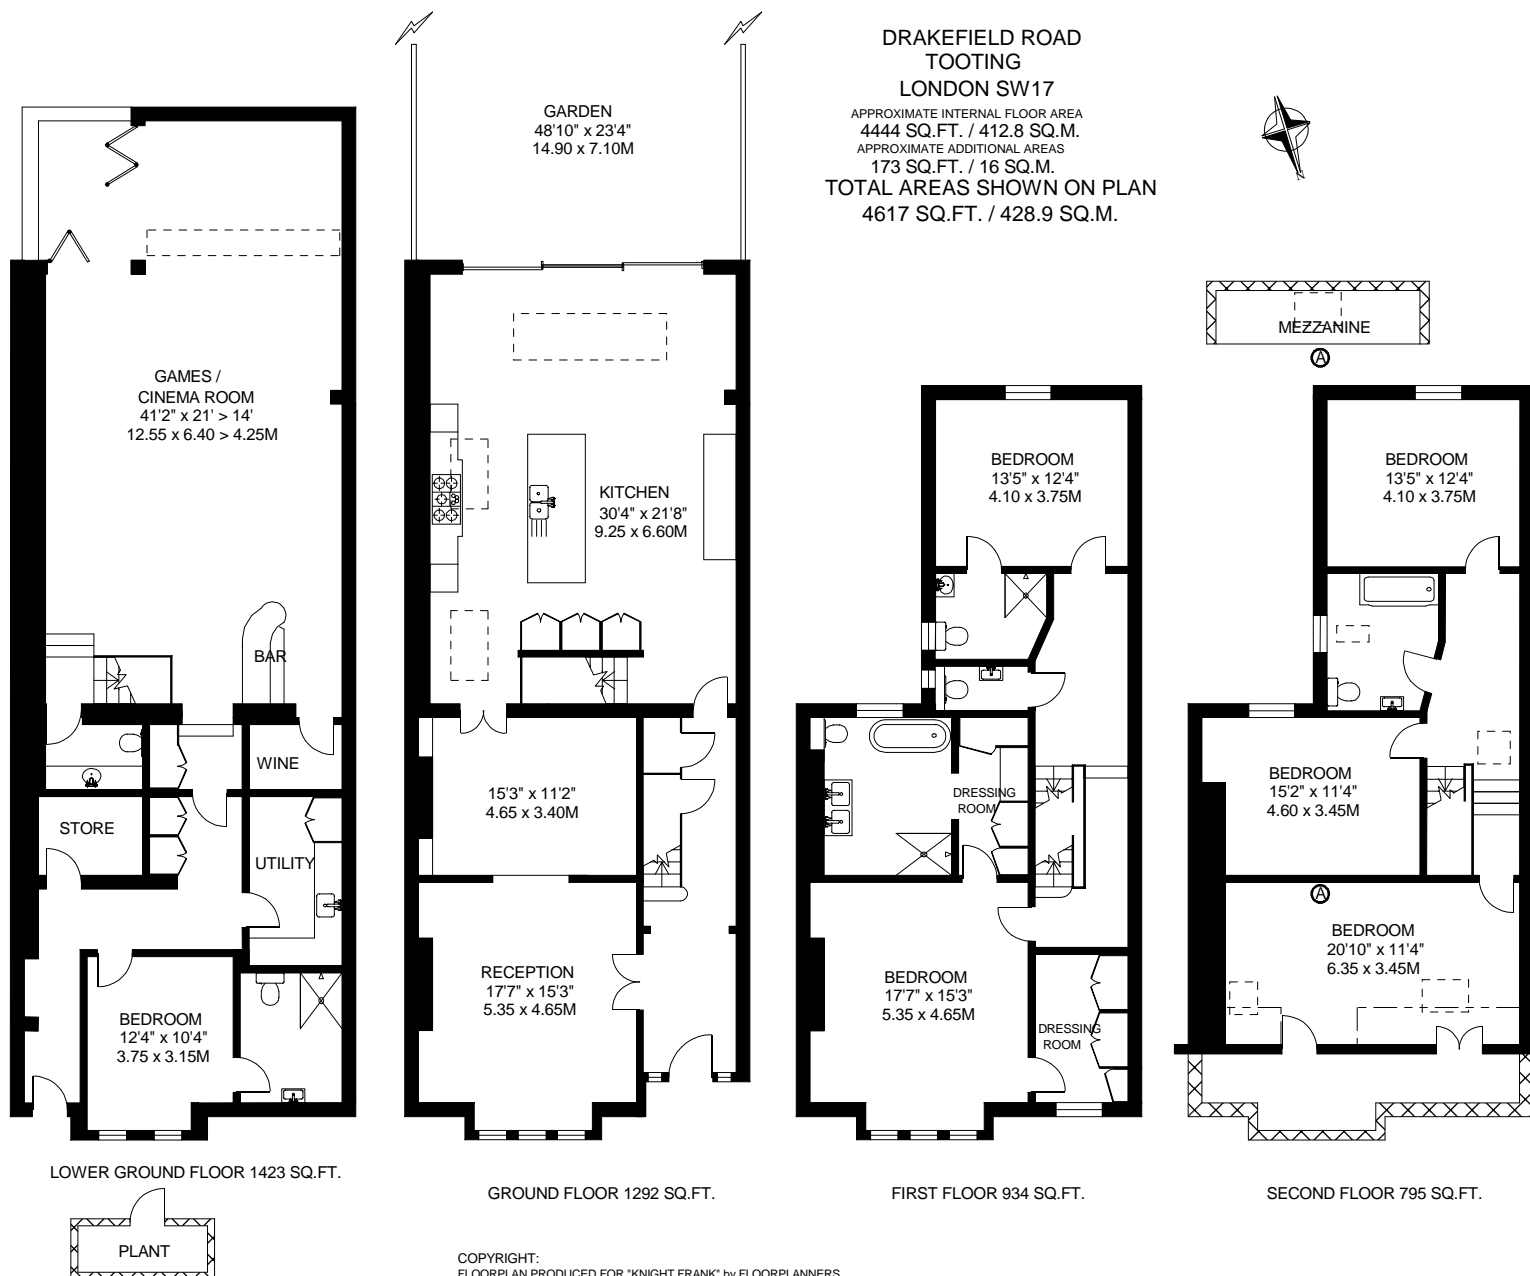 DRAKEFIELD ROAD
TOOTING
LONDON SW17
APPROXIMATE INTERNAL FLOOR AREA
4444 SQ.FT. / 412.8 SQ.M.
APPROXIMATE ADDITIONAL AREAS
173 SQ.FT. / 16 SQ.M.
TOTAL AREAS SHOWN ON PLAN
4617 SQ.FT. / 428.9 SQ.M.
N
GAMES /
CINEMA ROOM
41'2" x 21' > 14'
12.55 x 6.40 > 4.25M
BAR
WINE
STORE
UTILITY
BEDROOM
12'4" x 10'4"
3.75 x 3.15M
LOWER GROUND FLOOR 1423 SQ.FT.
PLANT
GARDEN
48'10" x 23'4"
14.90 x 7.10M
KITCHEN
30'4" x 21'8"
9.25 x 6.60M
15'3" x 11'2"
4.65 x 3.40M
RECEPTION
17'7" x 15'3"
5.35 x 4.65M
GROUND FLOOR 1292 SQ.FT.
BEDROOM
13'5" x 12'4"
4.10 x 3.75M
DRESSING
ROOM
BEDROOM
17'7" x 15'3"
5.35 x 4.65M
DRESSING
ROOM
FIRST FLOOR 934 SQ.FT.
MEZZANINE
A
BEDROOM
13'5" x 12'4"
4.10 x 3.75M
BEDROOM
15'2" x 11'4"
4.60 x 3.45M
A
BEDROOM
20'10" x 11'4"
6.35 x 3.45M
SECOND FLOOR 795 SQ.FT.
COPYRIGHT:
FLOORPLAN PRODUCED FOR "KNIGHT FRANK" by FLOORPLANNERS